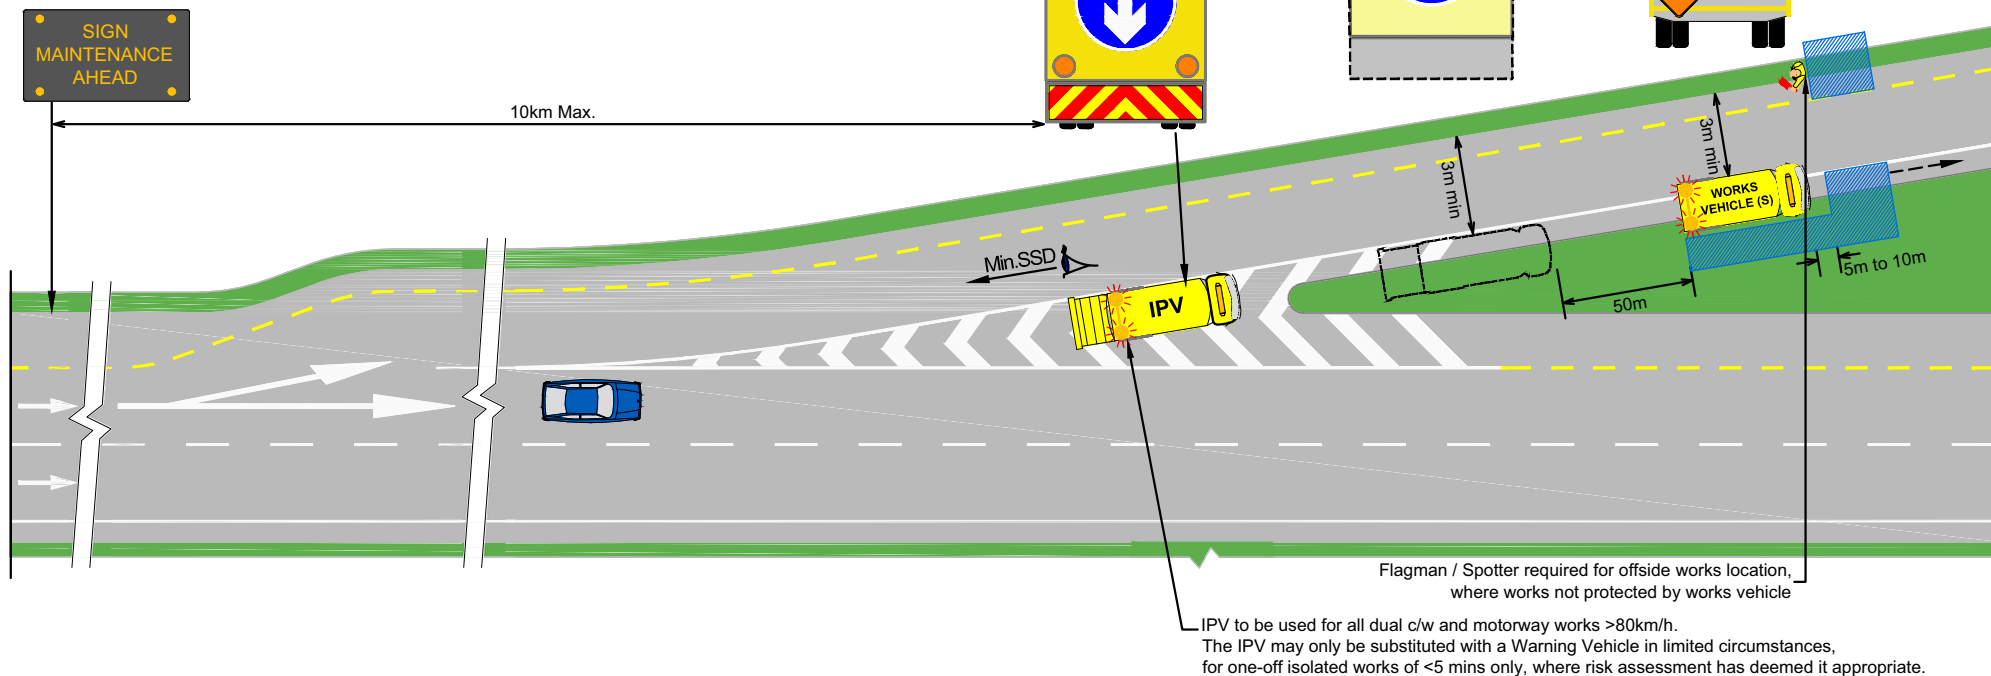 SIGN
MAINTENANCE
AHEAD
10km Max.
3m min
3m min
WORKS
VEHICLE (S)
Min.SSD
IPV
5m to 10m
50m
Flagman / Spotter required for offside works location,
where works not protected by works vehicle
IPV to be used for all dual c/w and motorway works >80km/h.
The IPV may only be substituted with a Warning Vehicle in limited circumstances,
for one-off isolated works of <5 mins only, where risk assessment has deemed it appropriate.